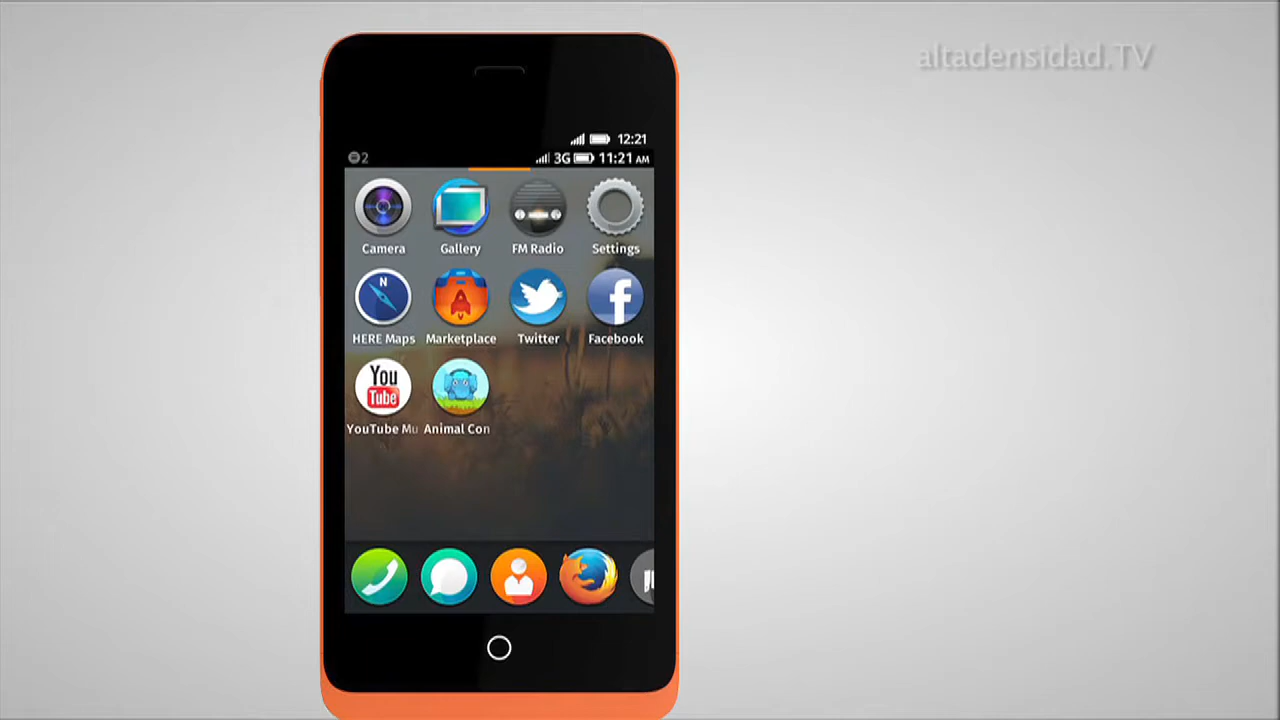 altadensidad.TV
12:21
2
3G 11:21 AM
Camera Gallery FM Radio Settings
N
HERE Maps Marketplace Twitter Facebook
You
Tube
YouTube Mu Animal Con